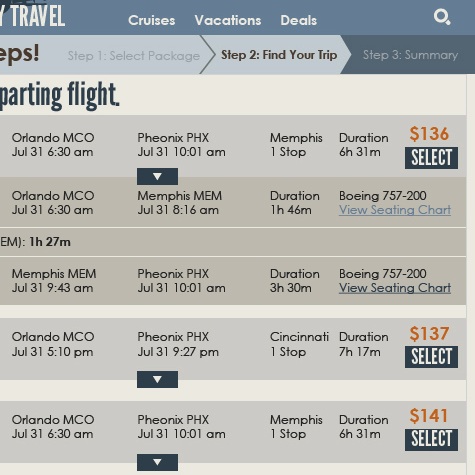 Y TRAVEL Cruises Vacations Deals
eps! Step 1: Select Package Step 2: Find Your Trip Step 3: Summary
parting flight.
Orlando MCO Pheonix PHX Memphis Duration $136
Jul 31 6:30 am Jul 31 10:01 am 1 Stop 6h 31m SELECT
Orlando MCO Memphis MEM Duration Boeing 757-200
Jul 31 6:30 am Jul 31 8:16 am 1h 46m View Seating Chart
EM): 1h 27m
Memphis MEM Pheonix PHX Duration Boeing 757-200
Jul 31 9:43 am Jul 31 10:01 am 3h 30m View Seating Chart
Orlando MCO Pheonix PHX Cincinnati Duration $137
Jul 31 5:10 pm Jul 31 9:27 pm 1 Stop 7h 17m SELECT
Orlando MCO Pheonix PHX Memphis Duration $141
Jul 31 6:30 am Jul 31 10:01 am 1 Stop 6h 31m SELECT